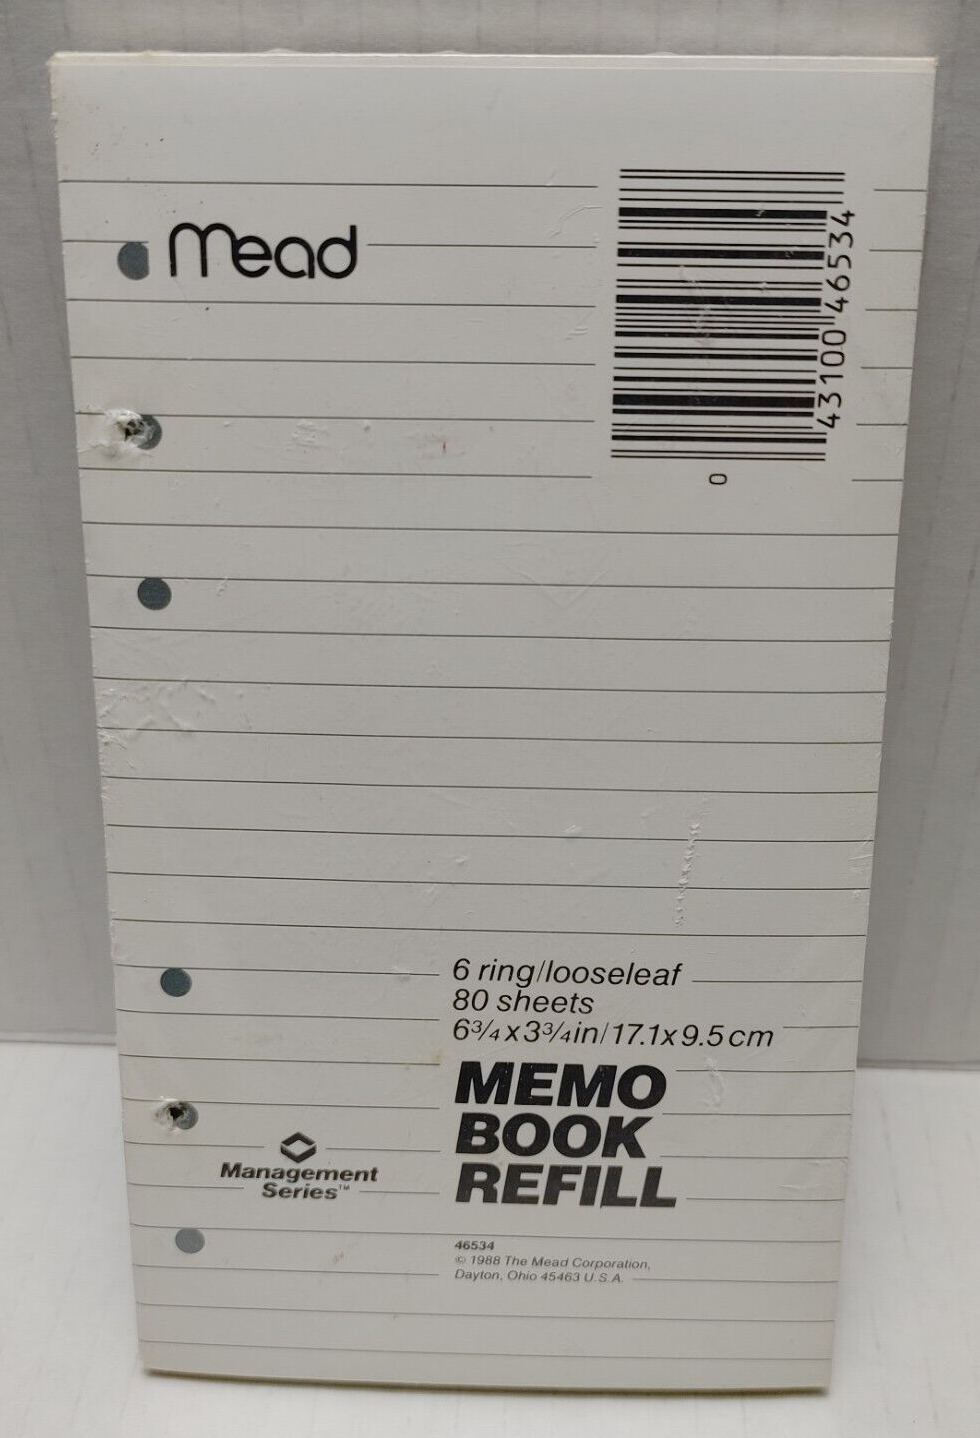 mead
43100 46534
0
6 ring/looseleaf
80 sheets
6¾ x 3¾ in/17.1 x 9.5 cm
MEMO
BOOK
REFILL
Management
Series™
46534
© 1988 The Mead Corporation,
Dayton, Ohio 45463 U.S.A.